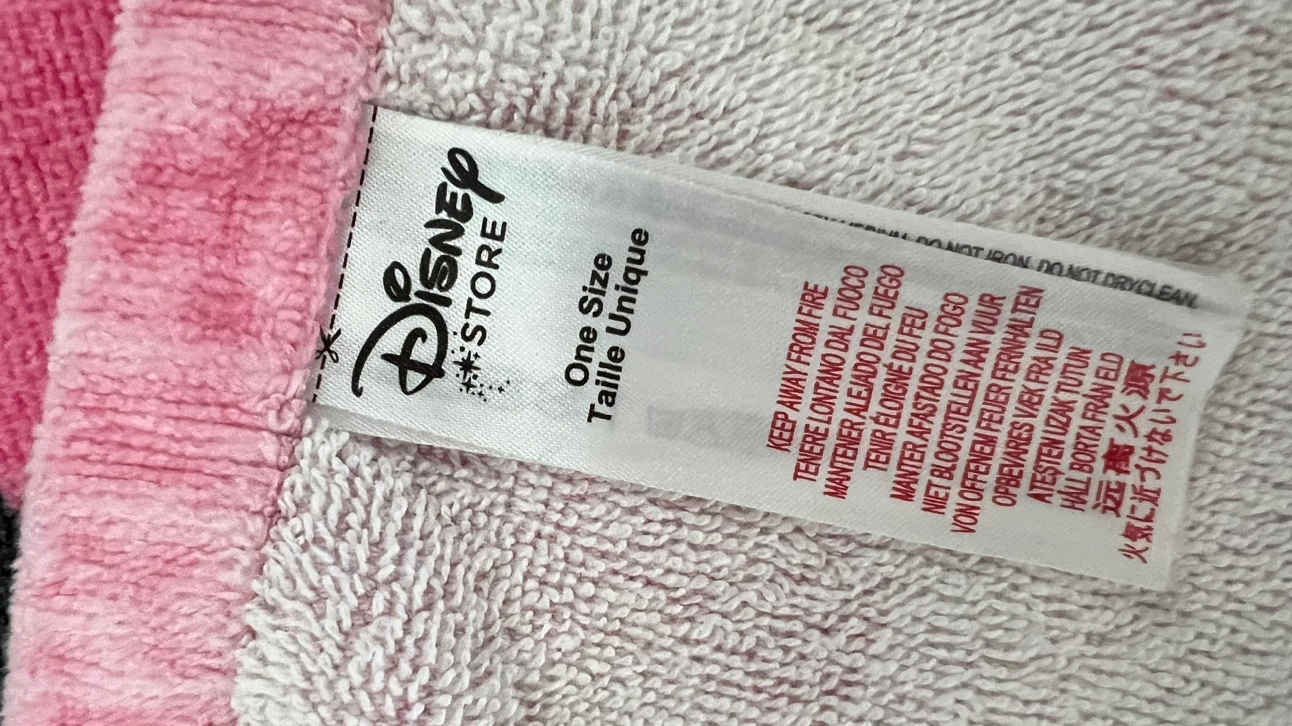 Disney
STORE
One Size
Taille Unique
KEEP AWAY FROM FIRE
TENERE LONTANO DAL FUOCO
MANTENER ALEJADO DEL FUEGO
TENIR ÉLOIGNÉ DU FEU
MANTER AFASTADO DO FOGO
NIET BLOOTSTELLEN AAN VUUR
VON OFFENEM FEUER FERNHALTEN
OPBEVARES VÆK FRA ILD
ATEŞTEN UZAK TUTUN
HÅLL BORTA FRÅN ELD
远离火源
火気に近づけないで下さい
DO NOT IRON, DO NOT DRYCLEAN.